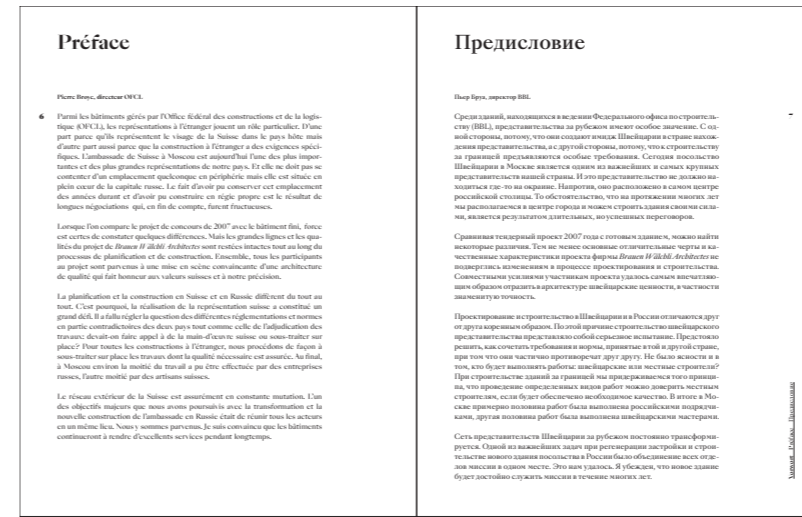 Préface
Pierre Broye, directeur OFCL
6
Parmi les bâtiments gérés par l'Office fédéral des constructions et de la logis-
tique (OFCL), les représentations à l'étranger jouent un rôle particulier. D'une
part parce qu'ils représentent le visage de la Suisse dans le pays hôte mais
d'autre part aussi parce que la construction à l'étranger a des exigences spéci-
fiques. L'ambassade de Suisse à Moscou est aujourd'hui l'une des plus impor-
tantes et des plus grandes représentations de notre pays. Et elle ne doit pas se
contenter d'un emplacement quelconque en périphérie mais elle est située en
plein cœur de la capitale russe. Le fait d'avoir pu conserver cet emplacement
des années durant et d'avoir pu construire en régie propre est le résultat de
longues négociations qui, en fin de compte, furent fructueuses.
Lorsque l'on compare le projet de concours de 2007 avec le bâtiment fini, force
est certes de constater quelques différences. Mais les grandes lignes et les qua-
lités du projet de Brauen Wälchli Architectes sont restées intactes tout au long du
processus de planification et de construction. Ensemble, tous les participants
au projet sont parvenus à une mise en scène convaincante d'une architecture
de qualité qui fait honneur aux valeurs suisses et à notre précision.
La planification et la construction en Suisse et en Russie diffèrent du tout au
tout. C'est pourquoi, la réalisation de la représentation suisse a constitué un
grand défi. Il a fallu régler la question des différentes réglementations et normes
en partie contradictoires des deux pays tout comme celle de l'adjudication des
travaux: devait-on faire appel à de la main-d'œuvre suisse ou sous-traiter sur
place? Pour toutes les constructions à l'étranger, nous procédons de façon à
sous-traiter sur place les travaux dont la qualité nécessaire est assurée. Au final,
à Moscou environ la moitié du travail a pu être effectuée par des entreprises
russes, l'autre moitié par des artisans suisses.
Le réseau extérieur de la Suisse est assurément en constante mutation. L'un
des objectifs majeurs que nous avons poursuivis avec la transformation et la
nouvelle construction de l'ambassade en Russie était de réunir tous les acteurs
en un même lieu. Nous y sommes parvenus. Je suis convaincu que les bâtiments
continueront à rendre d'excellents services pendant longtemps.
Предисловие
Пьер Бруа, директор BBL
Среди зданий, находящихся в ведении Федерального офиса по строитель-
ству (BBL), представительства за рубежом имеют особое значение. С од-
ной стороны, потому, что они создают имидж Швейцарии в стране нахож-
дения представительства, а с другой стороны, потому, что к строительству
за границей предъявляются особые требования. Сегодня посольство
Швейцарии в Москве является одним из важнейших и самых крупных
представительств нашей страны. И это представительство не должно на-
ходиться где-то на окраине. Напротив, оно расположено в самом центре
российской столицы. То обстоятельство, что на протяжении многих лет
мы располагаемся в центре города и можем строить здания своими сила-
ми, является результатом длительных, но успешных переговоров.
Сравнивая тендерный проект 2007 года с готовым зданием, можно найти
некоторые различия. Тем не менее основные отличительные черты и ка-
чественные характеристики проекта фирмы Brauen Wälchli Architectes не
подверглись изменениям в процессе проектирования и строительства.
Совместными усилиями участникам проекта удалось самым впечатляю-
щим образом отразить в архитектуре швейцарские ценности, в частности
знаменитую точность.
Проектирование и строительство в Швейцарии и в России отличаются друг
от друга коренным образом. По этой причине строительство швейцарского
представительства представляло собой серьезное испытание. Предстояло
решить, как сочетать требования и нормы, принятые в той и другой стране,
при том что они частично противоречат друг другу. Не было ясности и в
том, кто будет выполнять работы: швейцарские или местные строители?
При строительстве зданий за границей мы придерживаемся того принци-
па, что проведение определенных видов работ можно доверить местным
строителям, если будет обеспечено необходимое качество. В итоге в Мо-
скве примерно половина работ была выполнена российскими подрядчи-
ками, другая половина работ была выполнена швейцарскими мастерами.
Сеть представительств Швейцарии за рубежом постоянно трансформи-
руется. Одной из важнейших задач при регенерации застройки и строи-
тельстве нового здания посольства в России было объединение всех отде-
лов миссии в одном месте. Это нам удалось. Я убежден, что новое здание
будет достойно служить миссии в течение многих лет.
Préface Предисловие